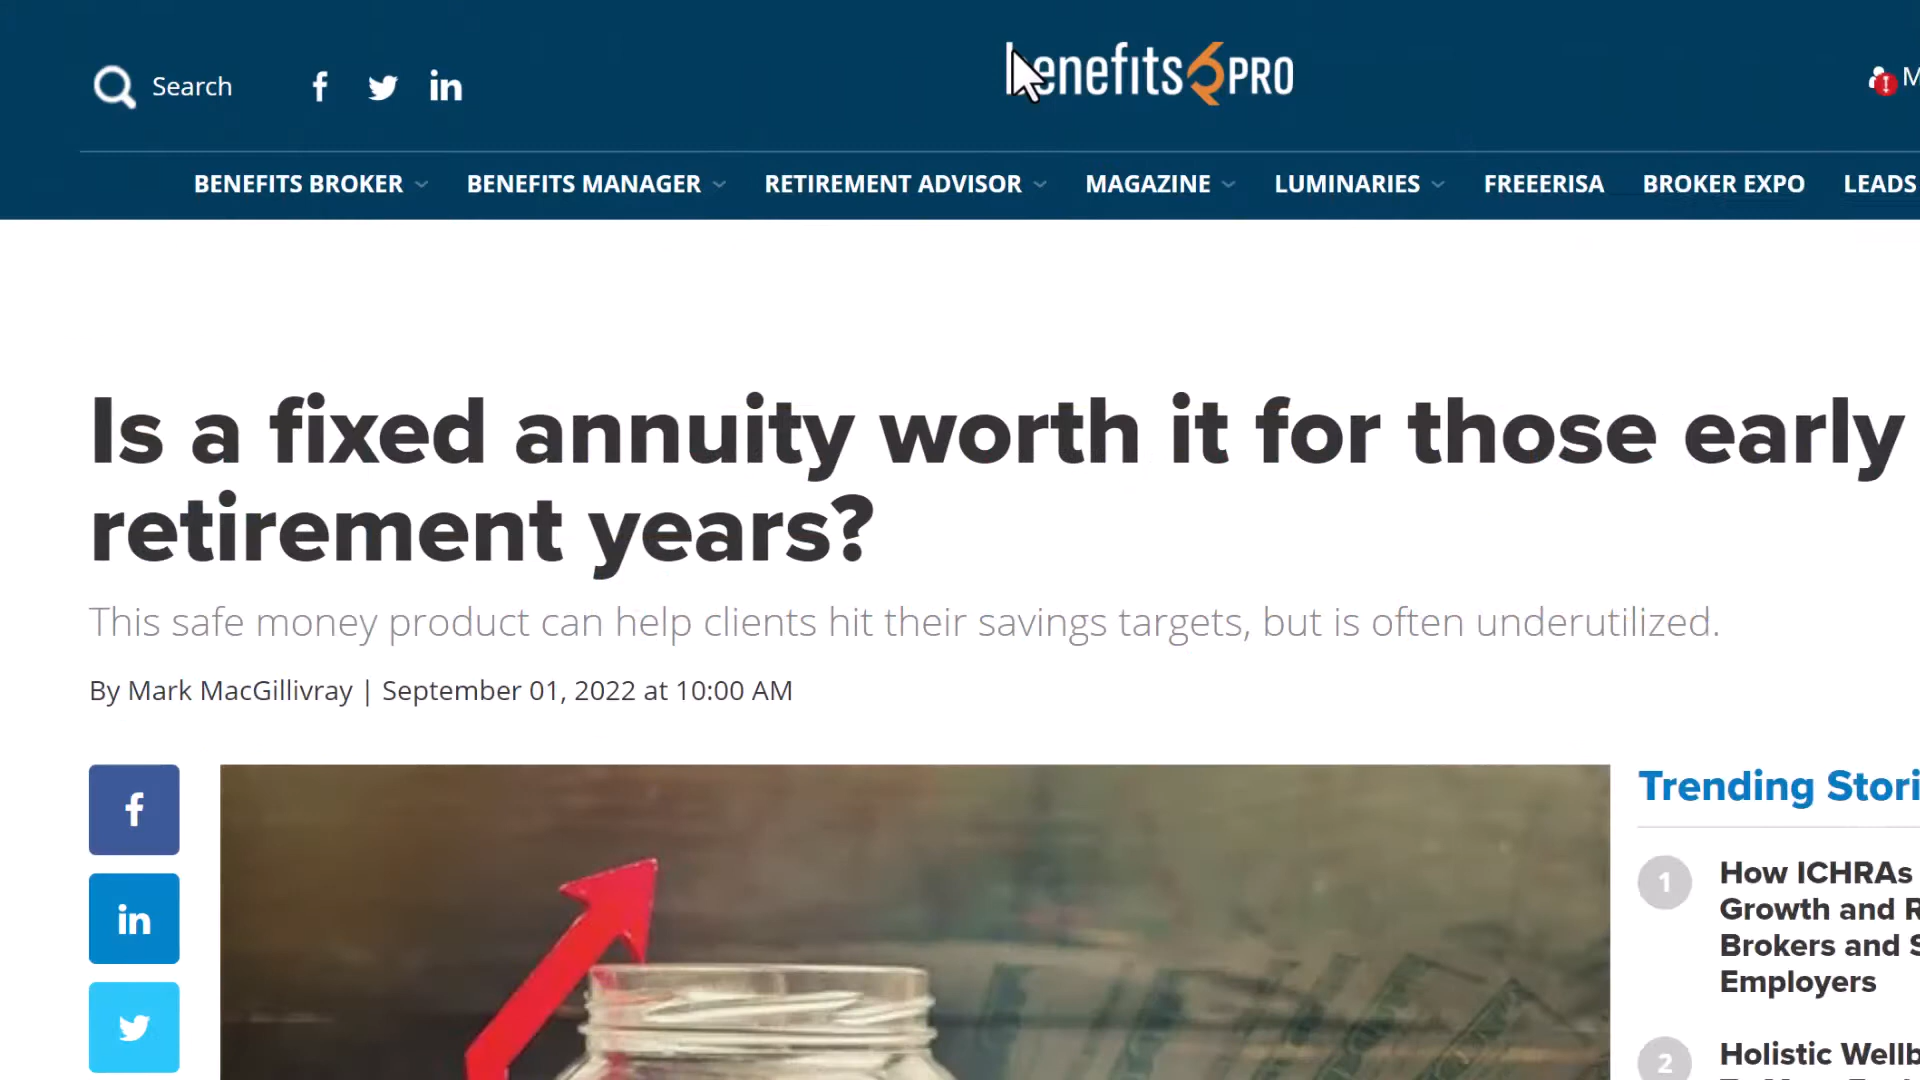 Search
benefits PRO
BENEFITS BROKER BENEFITS MANAGER RETIREMENT ADVISOR MAGAZINE LUMINARIES FREEERISA BROKER EXPO LEADS
Is a fixed annuity worth it for those early
retirement years?
This safe money product can help clients hit their savings targets, but is often underutilized.
By Mark MacGillivray | September 01, 2022 at 10:00 AM
Trending Stori
1
How ICHRAs
Growth and R
Brokers and S
Employers
2
Holistic Wellb